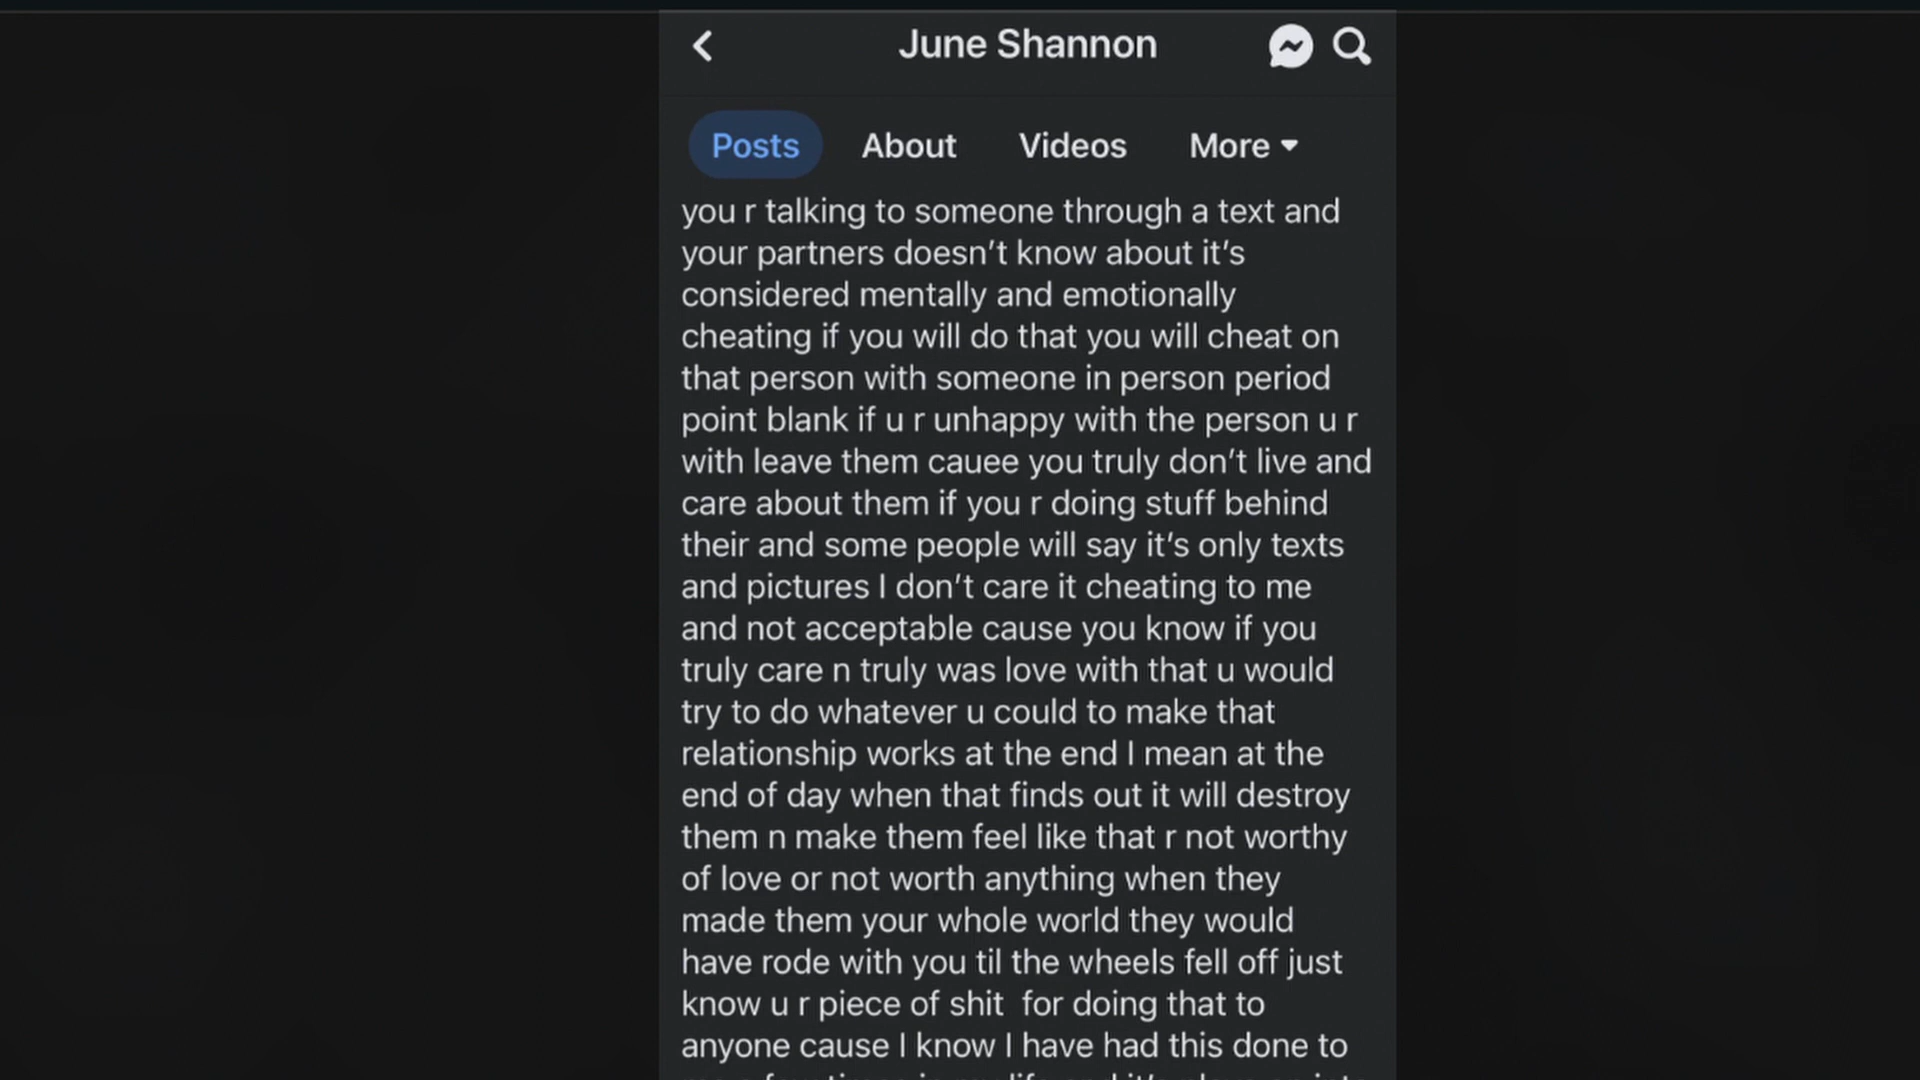 June Shannon
Posts About Videos More
you r talking to someone through a text and
your partners doesn't know about it's
considered mentally and emotionally
cheating if you will do that you will cheat on
that person with someone in person period
point blank if u r unhappy with the person u r
with leave them cauee you truly don't live and
care about them if you r doing stuff behind
their and some people will say it's only texts
and pictures I don't care it cheating to me
and not acceptable cause you know if you
truly care n truly was love with that u would
try to do whatever u could to make that
relationship works at the end I mean at the
end of day when that finds out it will destroy
them n make them feel like that r not worthy
of love or not worth anything when they
made them your whole world they would
have rode with you til the wheels fell off just
know u r piece of shit for doing that to
anyone cause I know I have had this done to